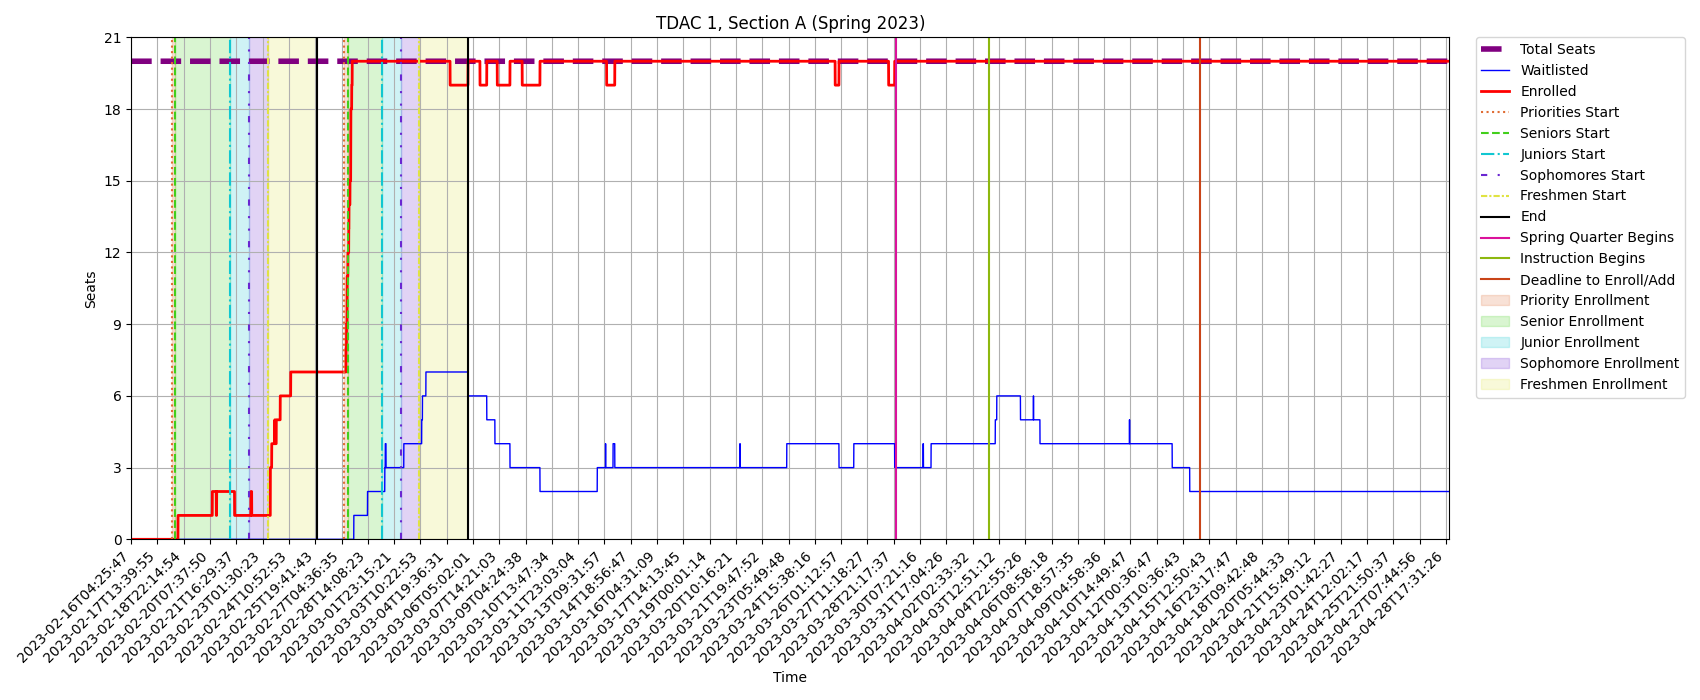 TDAC 1, Section A (Spring 2023)
Seats
21
18
15
12
9
6
3
0
2023-02-16T04:25:47
2023-02-17T13:39:55
2023-02-18T22:14:54
2023-02-20T07:37:50
2023-02-21T16:29:37
2023-02-23T01:30:23
2023-02-24T10:52:53
2023-02-25T19:41:43
2023-02-27T04:36:35
2023-02-28T14:08:23
2023-03-01T23:15:21
2023-03-03T10:22:53
2023-03-04T19:36:31
2023-03-06T05:02:01
2023-03-07T14:21:03
2023-03-09T04:24:38
2023-03-10T13:47:34
2023-03-11T23:03:04
2023-03-13T09:31:57
2023-03-14T18:56:47
2023-03-16T04:31:09
2023-03-17T14:13:45
2023-03-19T00:01:14
2023-03-20T10:16:21
2023-03-21T19:47:52
2023-03-23T05:49:48
2023-03-24T15:38:16
2023-03-26T01:12:57
2023-03-27T11:18:27
2023-03-28T21:17:37
2023-03-30T07:21:16
2023-03-31T17:04:26
2023-04-02T02:33:32
2023-04-03T12:51:12
2023-04-04T22:55:26
2023-04-06T08:58:18
2023-04-07T18:57:35
2023-04-09T04:58:36
2023-04-10T14:49:47
2023-04-12T00:36:47
2023-04-13T10:36:43
2023-04-15T12:50:43
2023-04-16T23:17:47
2023-04-18T09:42:48
2023-04-20T05:44:33
2023-04-21T15:49:12
2023-04-23T01:42:27
2023-04-24T12:02:17
2023-04-25T21:50:37
2023-04-27T07:44:56
2023-04-28T17:31:26
Time
Total Seats
Waitlisted
Enrolled
Priorities Start
Seniors Start
Juniors Start
Sophomores Start
Freshmen Start
End
Spring Quarter Begins
Instruction Begins
Deadline to Enroll/Add
Priority Enrollment
Senior Enrollment
Junior Enrollment
Sophomore Enrollment
Freshmen Enrollment